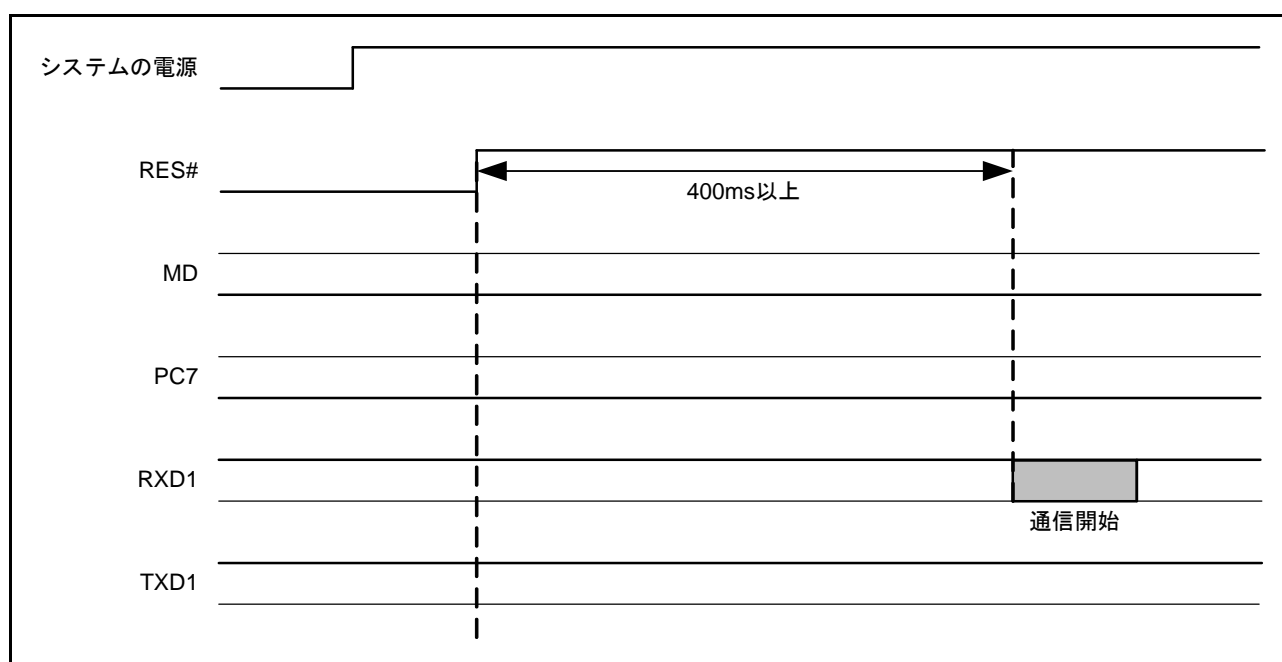 システムの電源
RES#
400ms以上
MD
PC7
RXD1
通信開始
TXD1